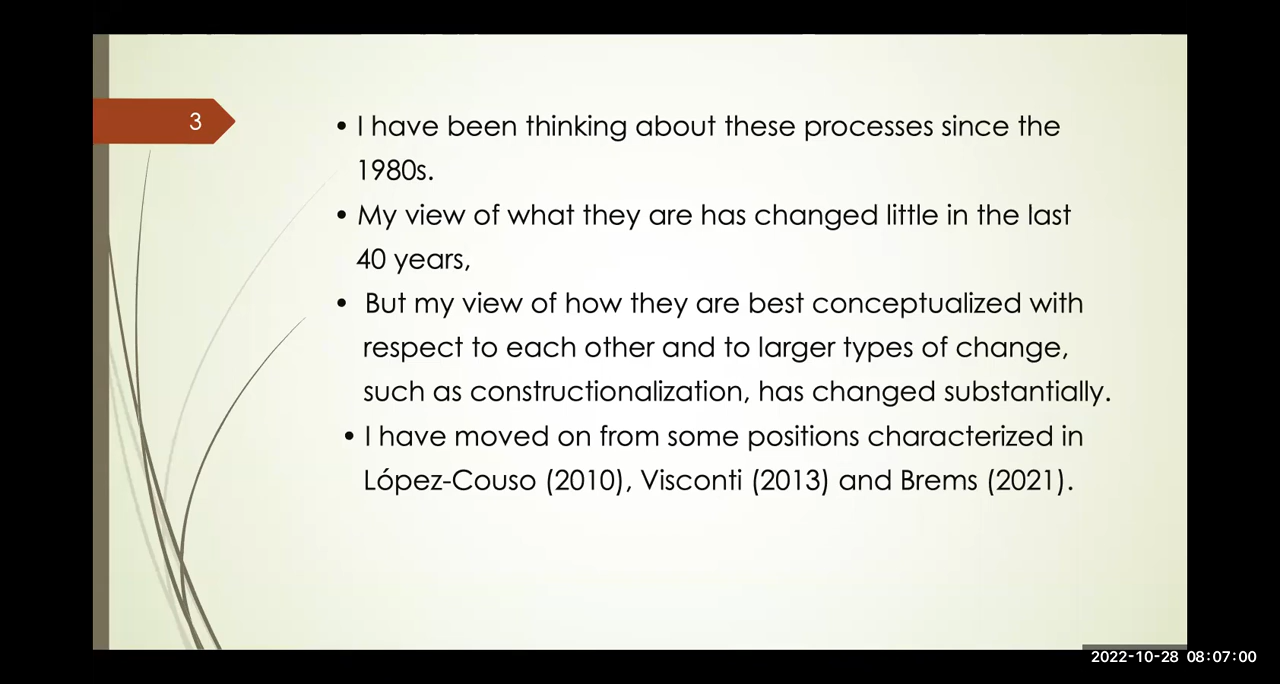 3
• I have been thinking about these processes since the
1980s.
• My view of what they are has changed little in the last
40 years,
• But my view of how they are best conceptualized with
respect to each other and to larger types of change,
such as constructionalization, has changed substantially.
• I have moved on from some positions characterized in
López-Couso (2010), Visconti (2013) and Brems (2021).
2022-10-28 08:07:00